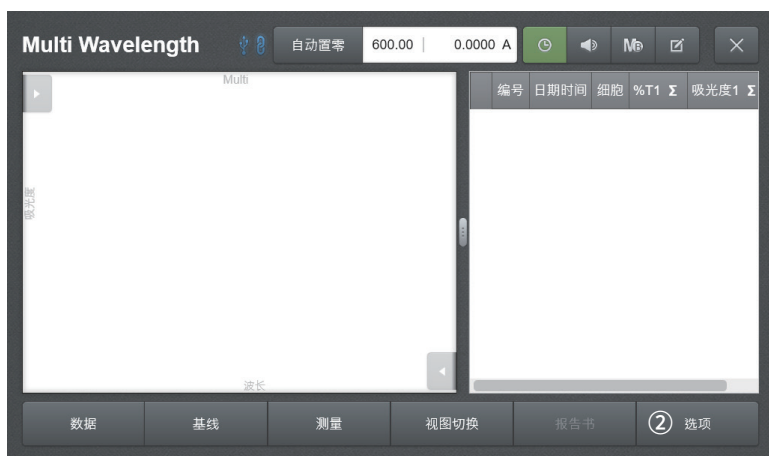 Multi Wavelength 自动置零 600.00 0.0000 A MB
Multi
编号 日期时间 细胞 %T1 Σ 吸光度1 Σ
吸光度
波长
数据 基线 测量 视图切换 报告书 ② 选项